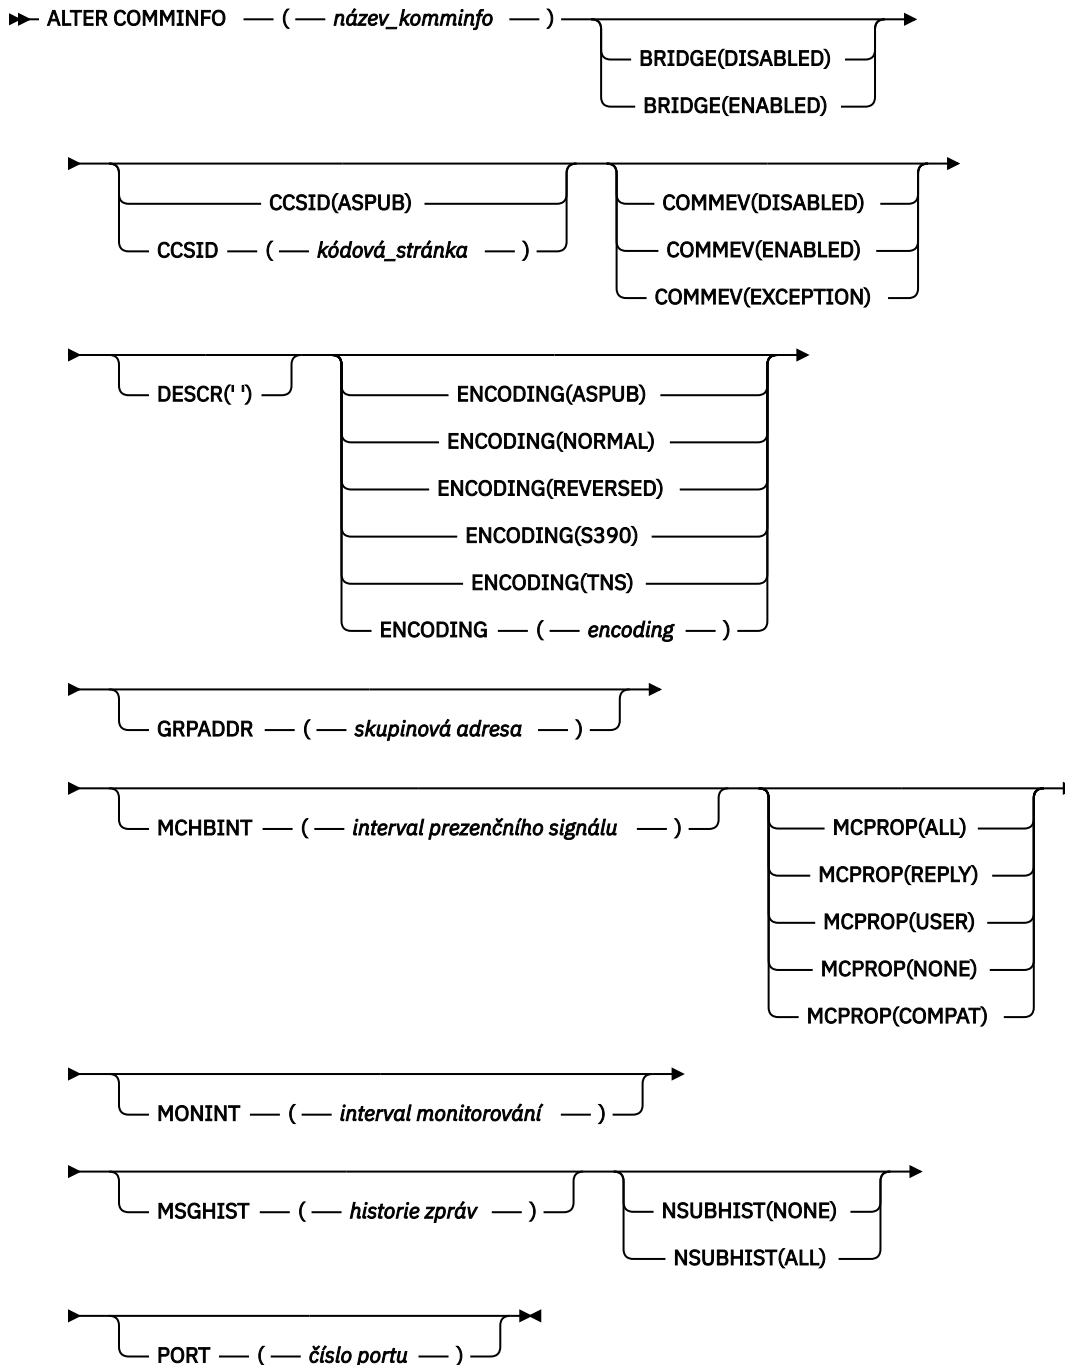 ALTER COMMINFO ( název_komminfo )
BRIDGE(DISABLED)
BRIDGE(ENABLED)
CCSID(ASPUB)
CCSID ( kódová_stránka )
COMMEV(DISABLED)
COMMEV(ENABLED)
COMMEV(EXCEPTION)
DESCR(' ')
ENCODING(ASPUB)
ENCODING(NORMAL)
ENCODING(REVERSED)
ENCODING(S390)
ENCODING(TNS)
ENCODING ( encoding )
GRPADDR ( skupinová adresa )
MCHBINT ( interval prezenčního signálu )
MCPROP(ALL)
MCPROP(REPLY)
MCPROP(USER)
MCPROP(NONE)
MCPROP(COMPAT)
MONINT ( interval monitorování )
MSGHIST ( historie zpráv )
NSUBHIST(NONE)
NSUBHIST(ALL)
PORT ( číslo portu )